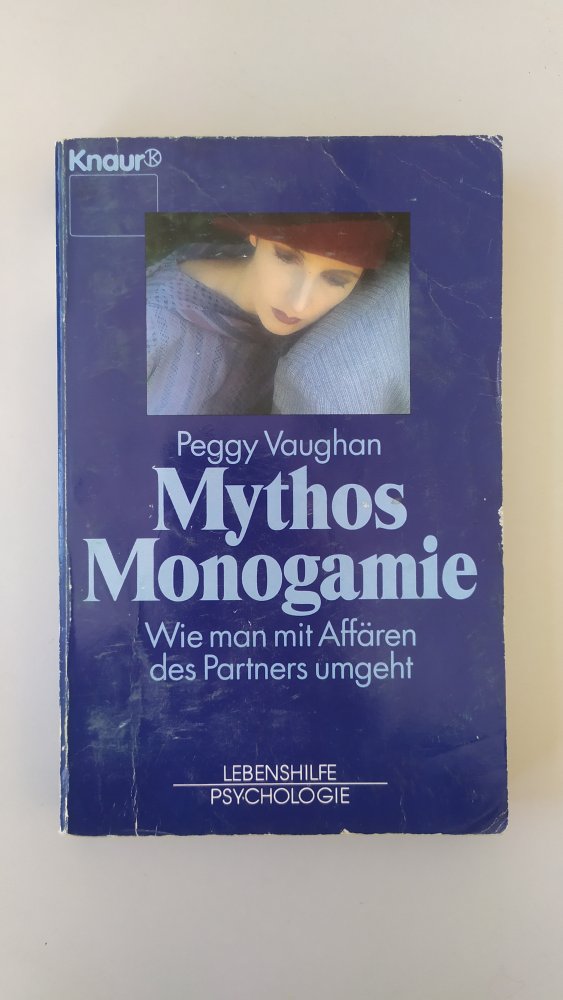 Knaur K
Peggy Vaughan
Mythos
Monogamie
Wie man mit Affären
des Partners umgeht
LEBENSHILFE
PSYCHOLOGIE